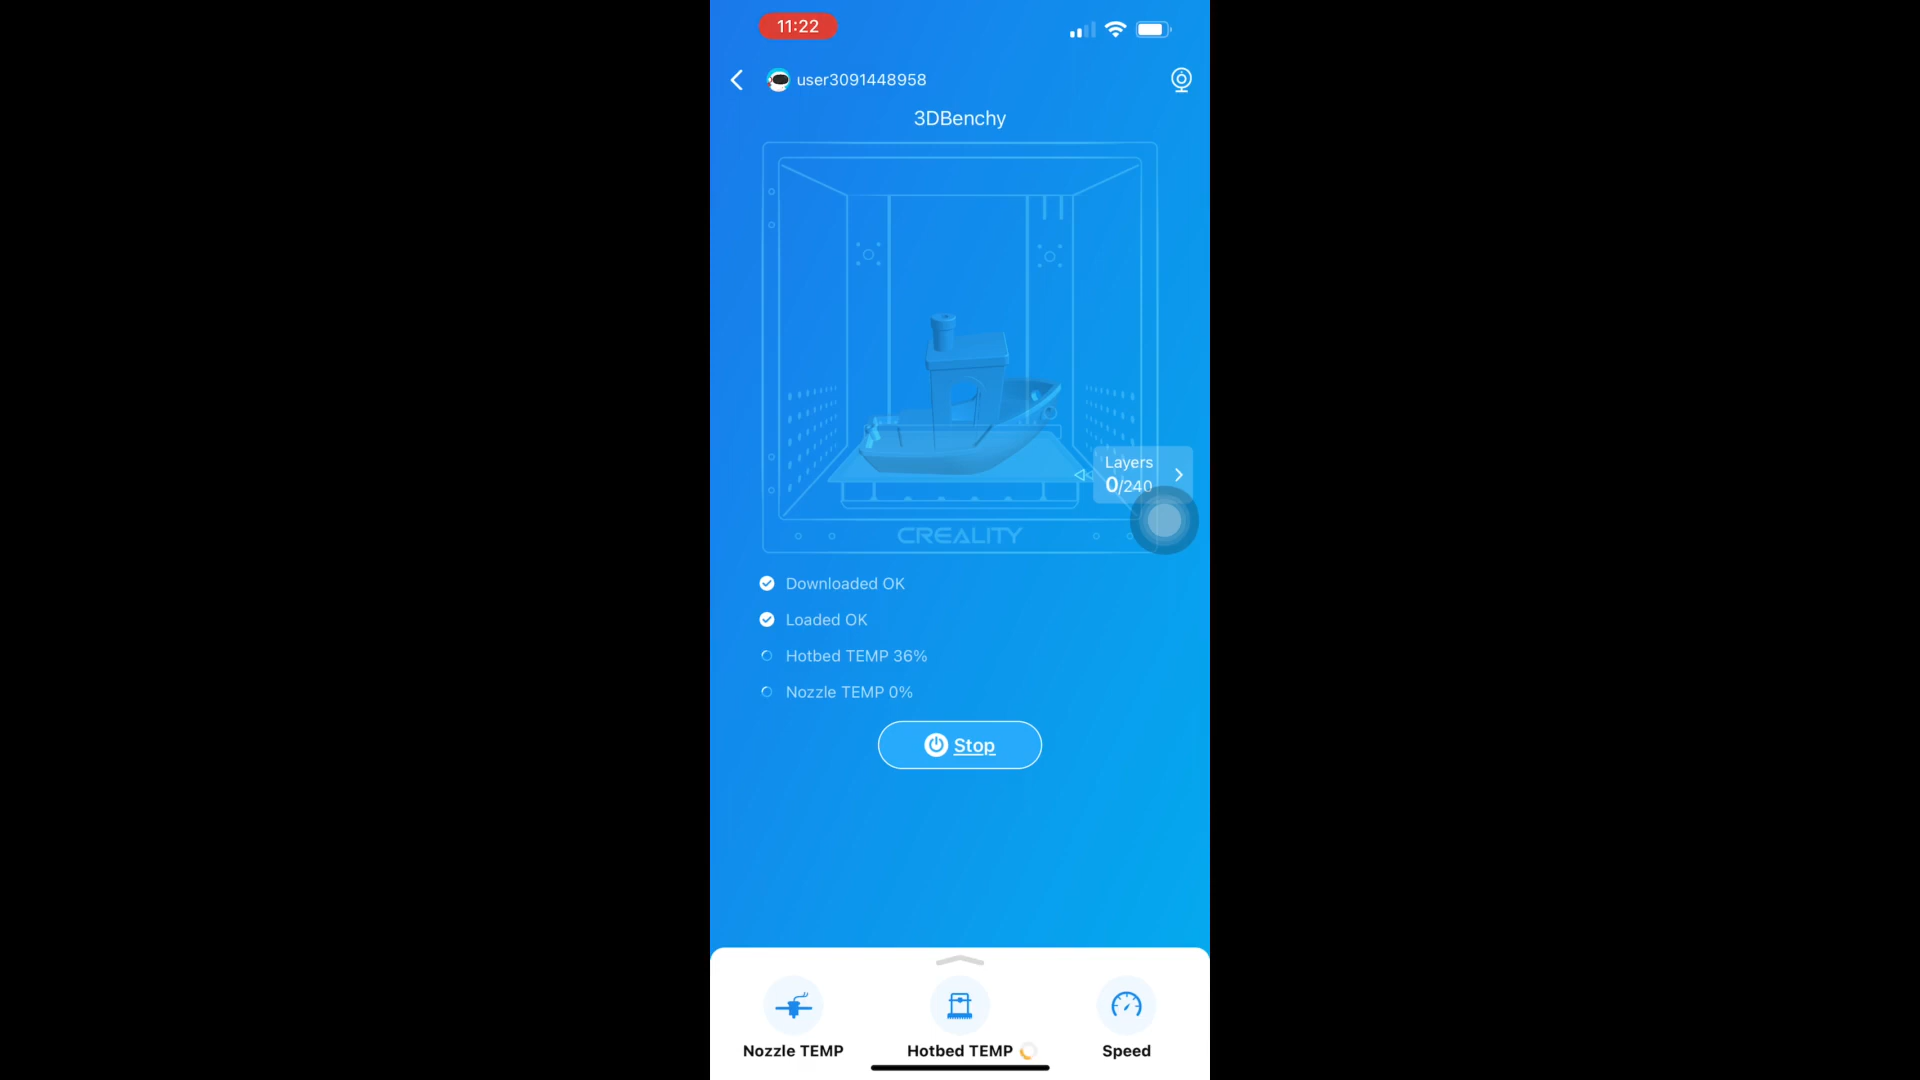 11:22
user3091448958
3DBenchy
Layers
0/240
CREALITY
Downloaded OK
Loaded OK
Hotbed TEMP 36%
Nozzle TEMP 0%
Stop
Nozzle TEMP
Hotbed TEMP
Speed